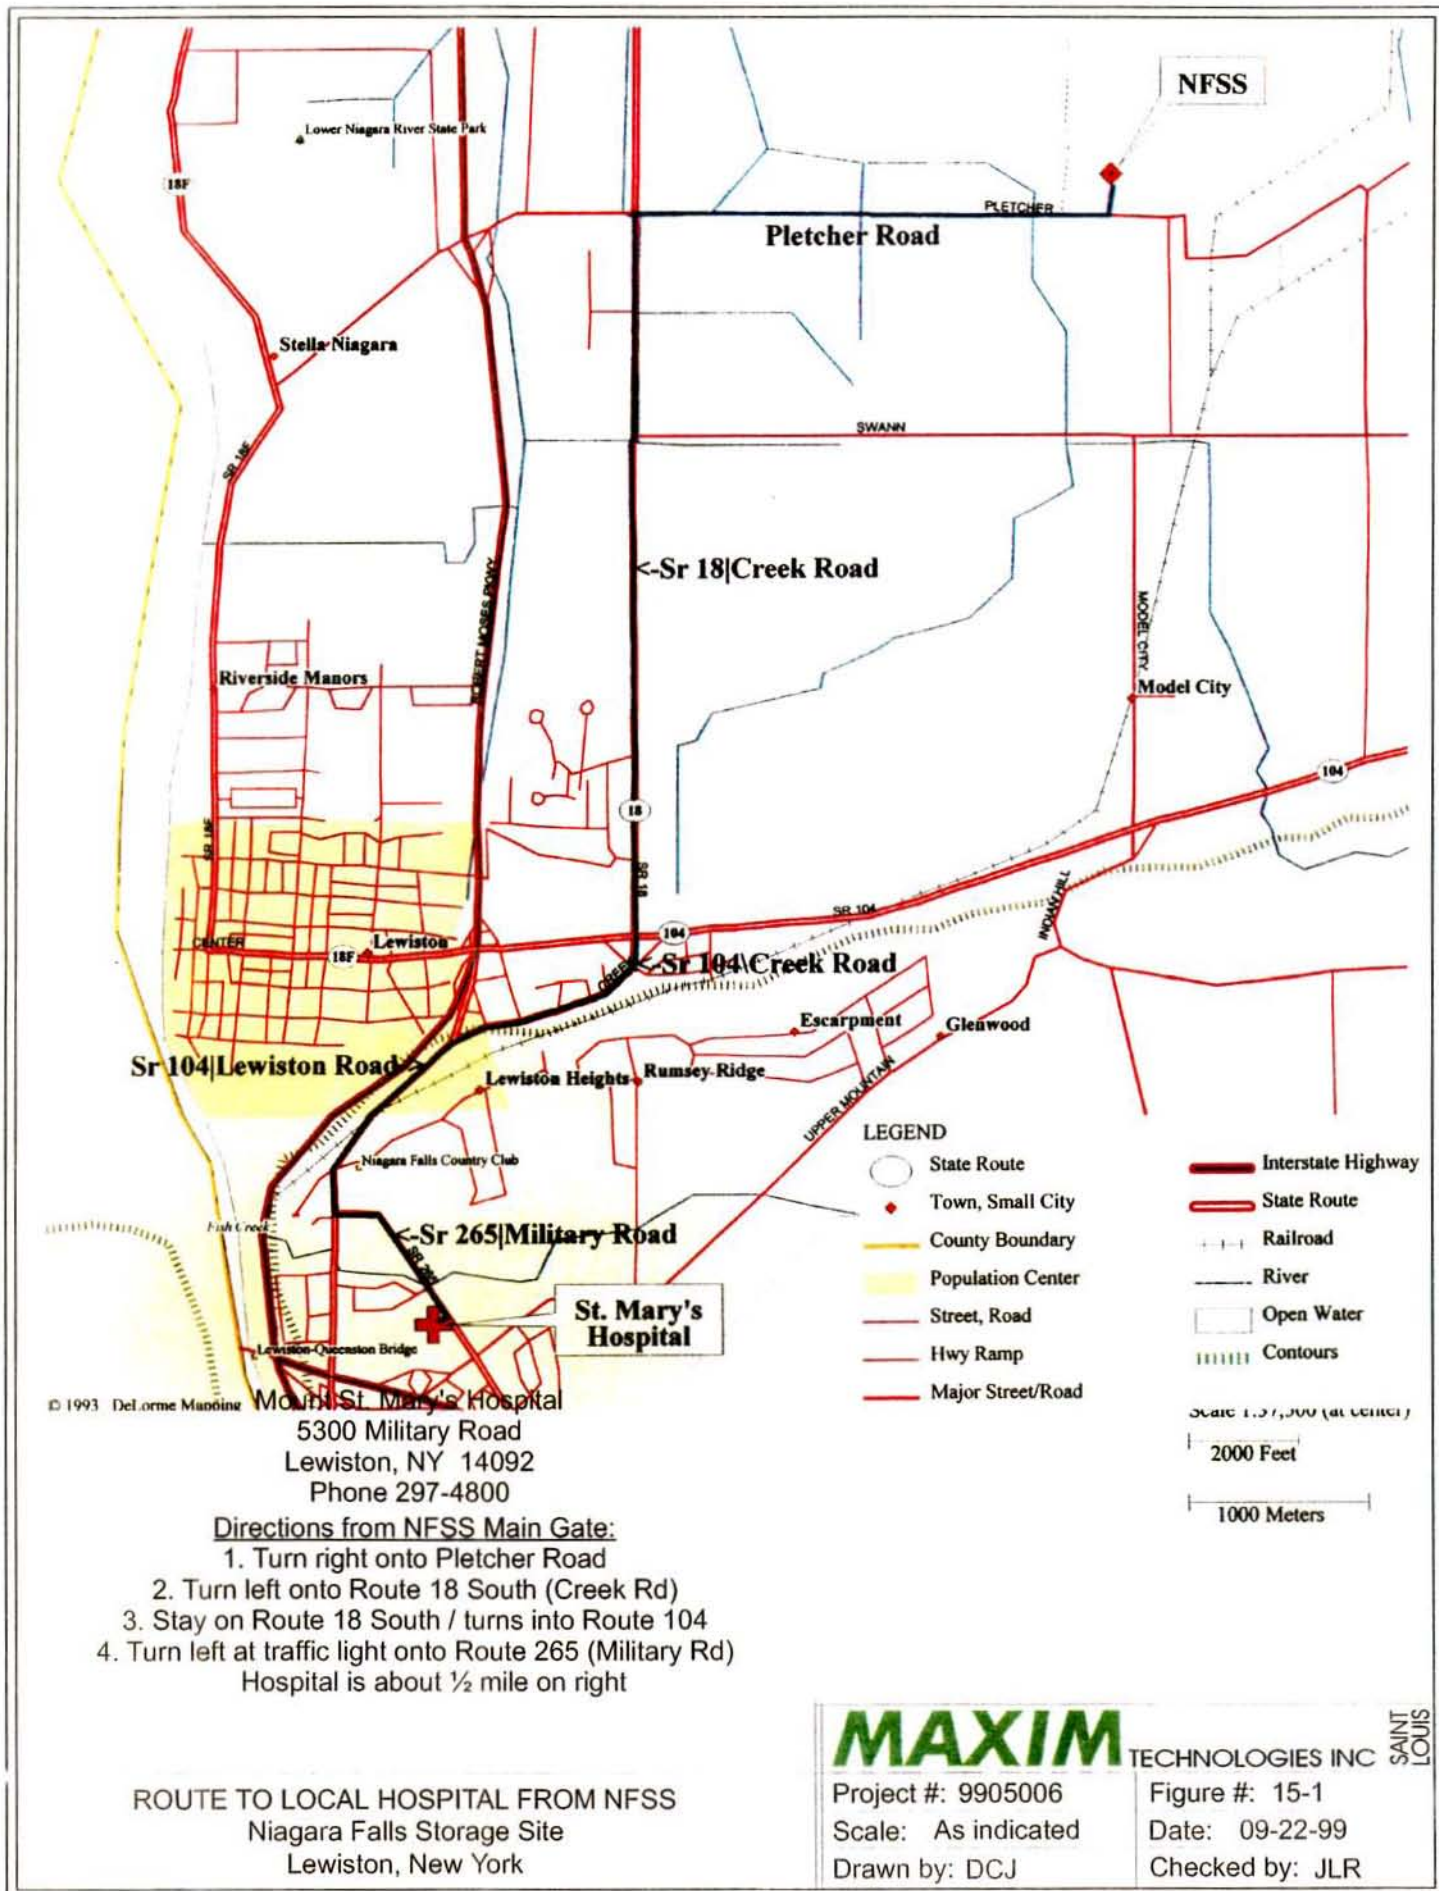 NFSS
Lower Niagara River State Park
18F
PLETCHER
Pletcher Road
Stella Niagara
SWANN
SR 18F
<-Sr 18|Creek Road
ROBERT MOSES PKWY
MODEL CITY
Riverside Manors
Model City
104
18
SR 18F
SR 18
INDIAN HILL
SR 104
104
CENTER
18F
Lewiston
CREEK
<-Sr 104\Creek Road
Escarpment
Glenwood
Sr 104|Lewiston Road->
Lewiston Heights
Rumsey-Ridge
UPPER MOUNTAIN
Niagara Falls Country Club
Fish Creek
<-Sr 265|Military Road
SR 265
St. Mary's
Hospital
Lewiston-Queenston Bridge
LEGEND
State Route
Town, Small City
County Boundary
Population Center
Street, Road
Hwy Ramp
Major Street/Road
Interstate Highway
State Route
Railroad
River
Open Water
Contours
(at center)
2000 Feet
1000 Meters
© 1993 DeLorme Mapping
Mount St. Mary's Hospital
5300 Military Road
Lewiston, NY 14092
Phone 297-4800
Directions from NFSS Main Gate:
1. Turn right onto Pletcher Road
2. Turn left onto Route 18 South (Creek Rd)
3. Stay on Route 18 South / turns into Route 104
4. Turn left at traffic light onto Route 265 (Military Rd)
Hospital is about ½ mile on right
ROUTE TO LOCAL HOSPITAL FROM NFSS
Niagara Falls Storage Site
Lewiston, New York
MAXIM TECHNOLOGIES INC
SAINT
LOUIS
Project #: 9905006
Figure #: 15-1
Scale: As indicated
Date: 09-22-99
Drawn by: DCJ
Checked by: JLR